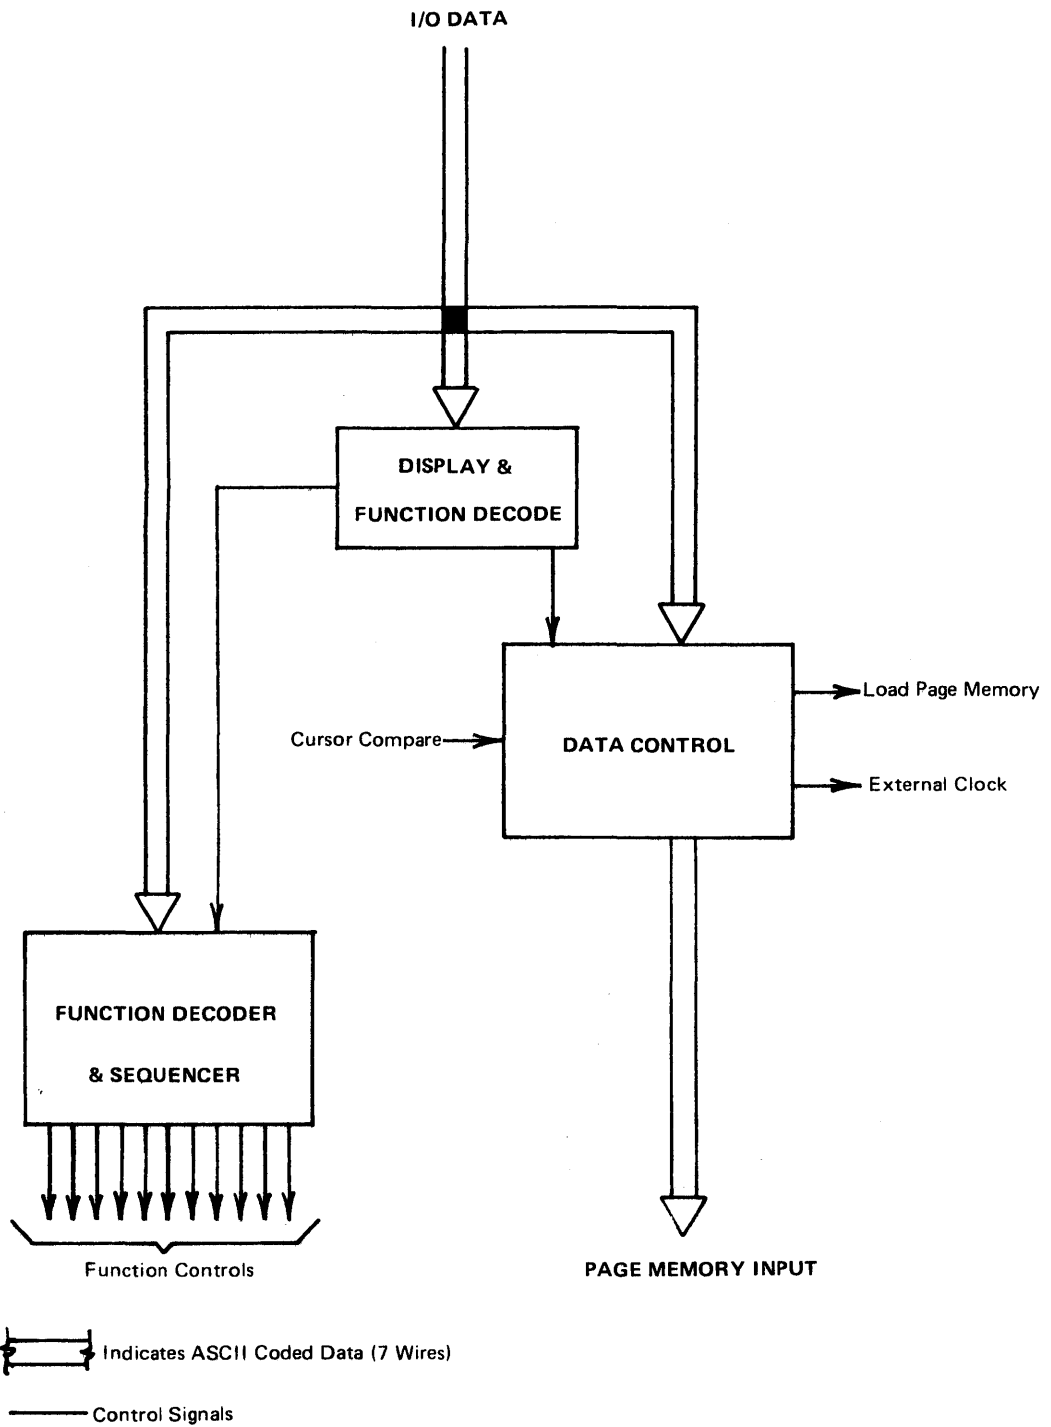 I/O DATA
DISPLAY &
FUNCTION DECODE
Load Page Memory
Cursor Compare
DATA CONTROL
External Clock
FUNCTION DECODER
& SEQUENCER
Function Controls
PAGE MEMORY INPUT
Indicates ASCII Coded Data (7 Wires)
Control Signals